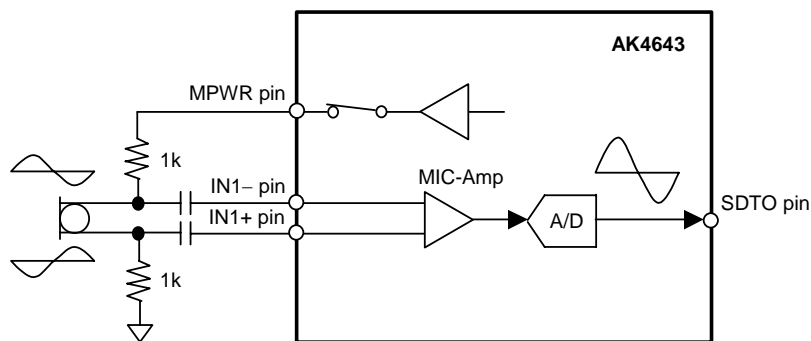 AK4643
MPWR pin
1k
IN1− pin
MIC-Amp
IN1+ pin
A/D
SDTO pin
1k